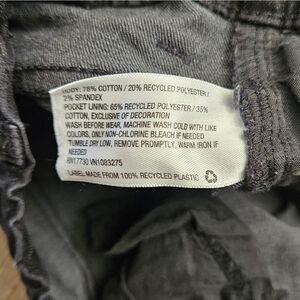 BODY: 78% COTTON / 20% RECYCLED POLYESTER /
2% SPANDEX
POCKET LINING: 65% RECYCLED POLYESTER / 35%
COTTON, EXCLUSIVE OF DECORATION
WASH BEFORE WEAR, MACHINE WASH COLD WITH LIKE
COLORS, ONLY NON-CHLORINE BLEACH IF NEEDED
TUMBLE DRY LOW, REMOVE PROMPTLY, WARM IRON IF
NEEDED
RN17730 VN1083275
LABEL MADE FROM 100% RECYCLED PLASTIC